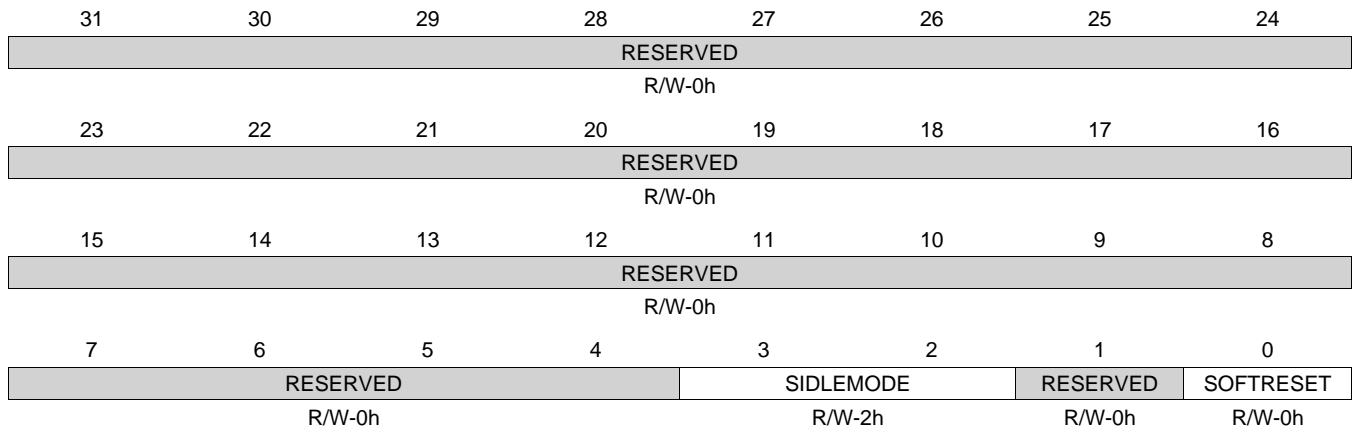 31 30 29 28 27 26 25 24
RESERVED
R/W-0h
23 22 21 20 19 18 17 16
RESERVED
R/W-0h
15 14 13 12 11 10 9 8
RESERVED
R/W-0h
7 6 5 4 3 2 1 0
RESERVED SIDLEMODE RESERVED SOFTRESET
R/W-0h R/W-2h R/W-0h R/W-0h